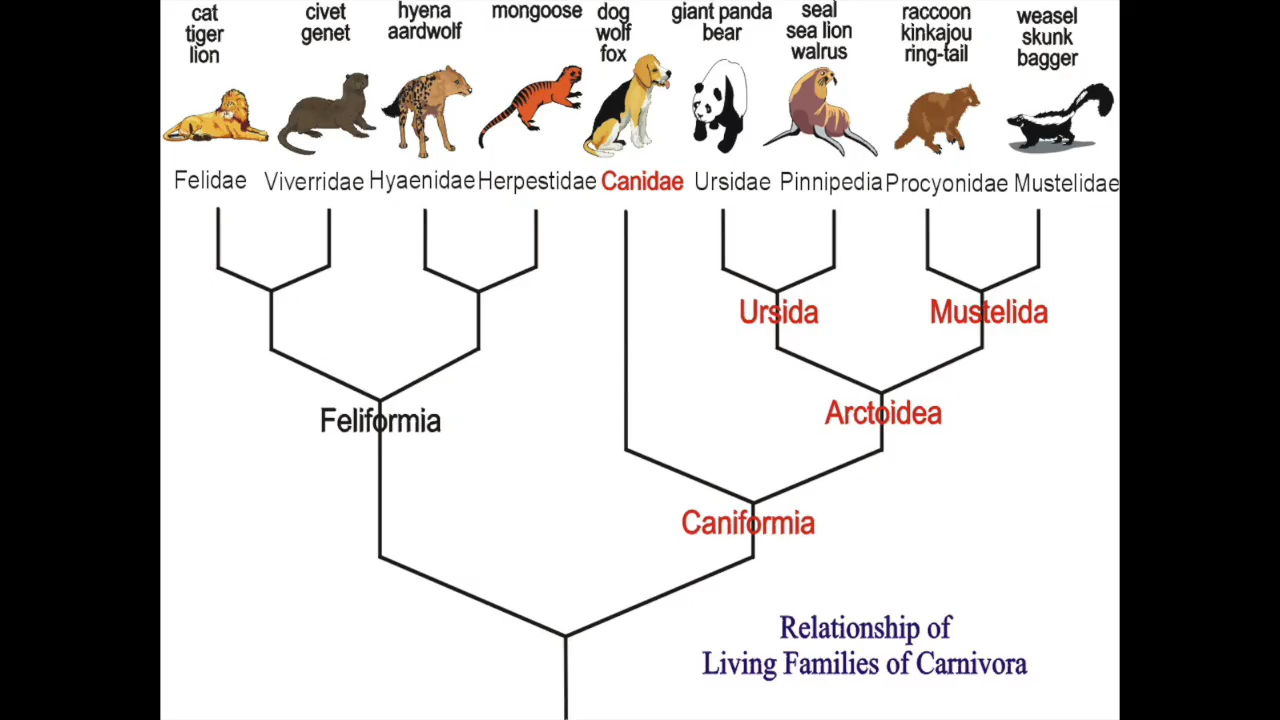 cat
tiger
lion
civet
genet
hyena
aardwolf
mongoose
dog
wolf
fox
giant panda
bear
seal
sea lion
walrus
raccoon
kinkajou
ring-tail
weasel
skunk
bagger
Felidae
Viverridae
Hyaenidae
Herpestidae
Canidae
Ursidae
Pinnipedia
Procyonidae
Mustelidae
Ursida
Mustelida
Feliformia
Arctoidea
Caniformia
Relationship of
Living Families of Carnivora